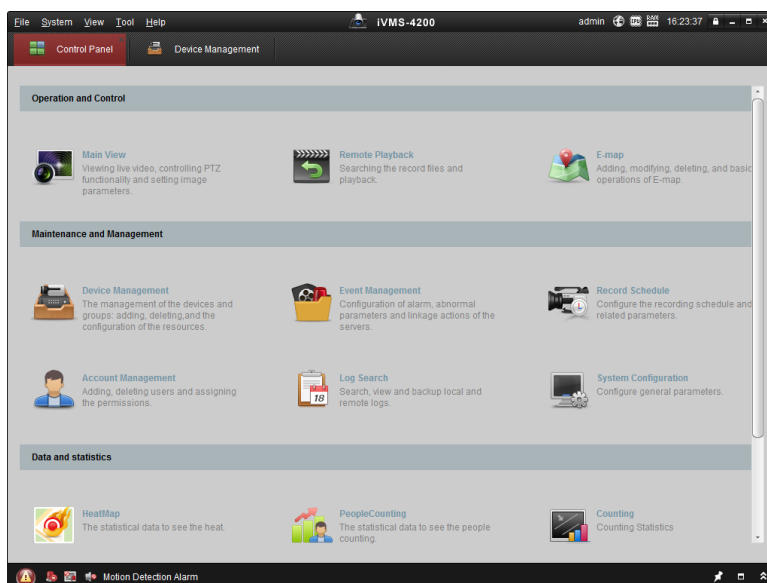 File System View Tool Help iVMS-4200 admin 16:23:37
Control Panel Device Management
Operation and Control
Main View
Viewing live video, controlling PTZ
functionality and setting image
parameters.
Remote Playback
Searching the record files and
playback.
E-map
Adding, modifying, deleting, and basic
operations of E-map.
Maintenance and Management
Device Management
The management of the devices and
groups: adding, deleting,and the
configuration of the resources.
Event Management
Configuration of alarm, abnormal
parameters and linkage actions of the
servers.
Record Schedule
Configure the recording schedule and
related parameters.
Account Management
Adding, deleting users and assigning
the permissions.
Log Search
Search, view and backup local and
remote logs.
18
System Configuration
Configure general parameters.
Data and statistics
HeatMap
The statistical data to see the heat.
PeopleCounting
The statistical data to see the people
counting.
Counting
Counting Statistics
Motion Detection Alarm